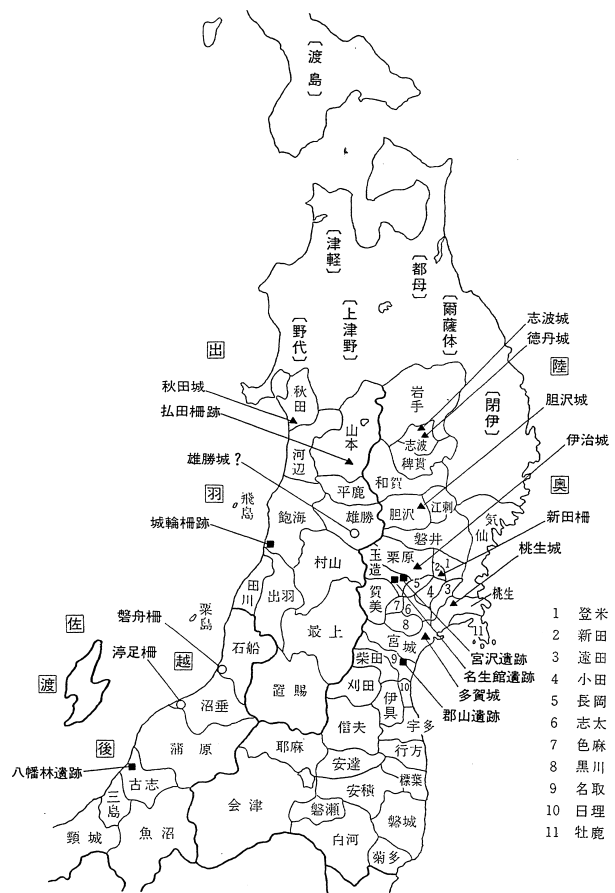 〔渡島〕
〔津軽〕
〔都母〕
〔爾薩体〕
〔上津野〕
〔野代〕
志波城
徳丹城
出
陸
秋田城
秋田
岩手
〔閉伊〕
胆沢城
払田柵跡
山本
志波
稗貫
伊治城
雄勝城？
河辺
和賀
羽
飛島
平鹿
奥
飽海
雄勝
胆沢
江刺
気仙
新田柵
城輪柵跡
磐井
桃生城
村山
玉造
栗原
2
1
田川
出羽
賀美
5
4
3
桃生
7
6
8
11
粟島
最上
宮城
佐
磐舟柵
石船
柴田
9
宮沢遺跡
名生館遺跡
多賀城
郡山遺跡
渟足柵
越
置賜
刈田
伊具
10
渡
沼垂
信夫
宇多
後
蒲原
耶麻
行方
八幡林遺跡
安達
標葉
古志
三島
会津
安積
磐瀬
磐城
頸城
魚沼
白河
菊多
1 登米
2 新田
3 遠田
4 小田
5 長岡
6 志太
7 色麻
8 黒川
9 名取
10 日理
11 牡鹿